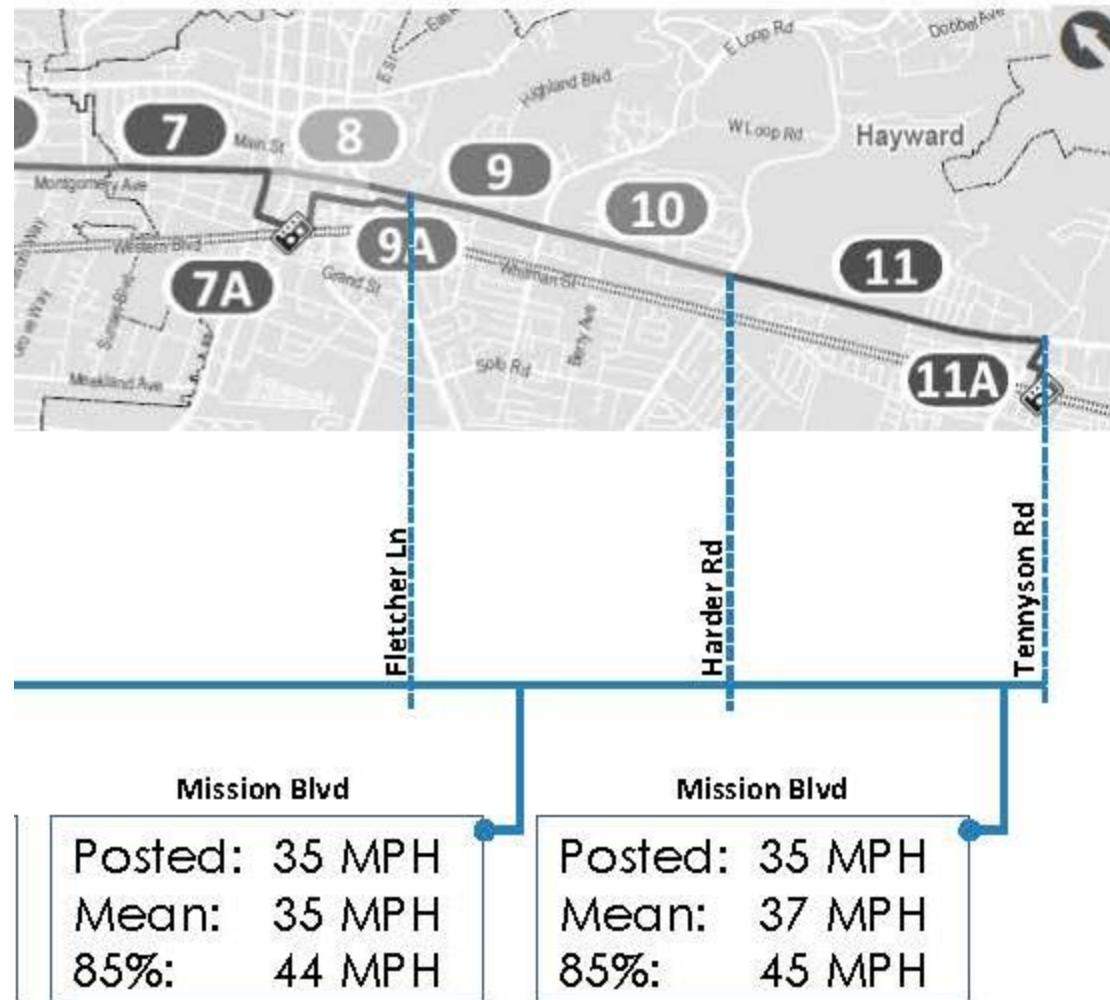 E Loop Rd
Dobbel Ave
E St
Highland Blvd
7
Main St
8
W Loop Rd
Hayward
9
Montgomery Ave
10
9A
Western Blvd
11
7A
Grand St
Whitman St
Sunset Blvd
Berry Ave
Meekland Ave
11A
Fletcher Ln
Harder Rd
Tennyson Rd
Mission Blvd
Posted: 35 MPH
Mean: 35 MPH
85%: 44 MPH
Mission Blvd
Posted: 35 MPH
Mean: 37 MPH
85%: 45 MPH